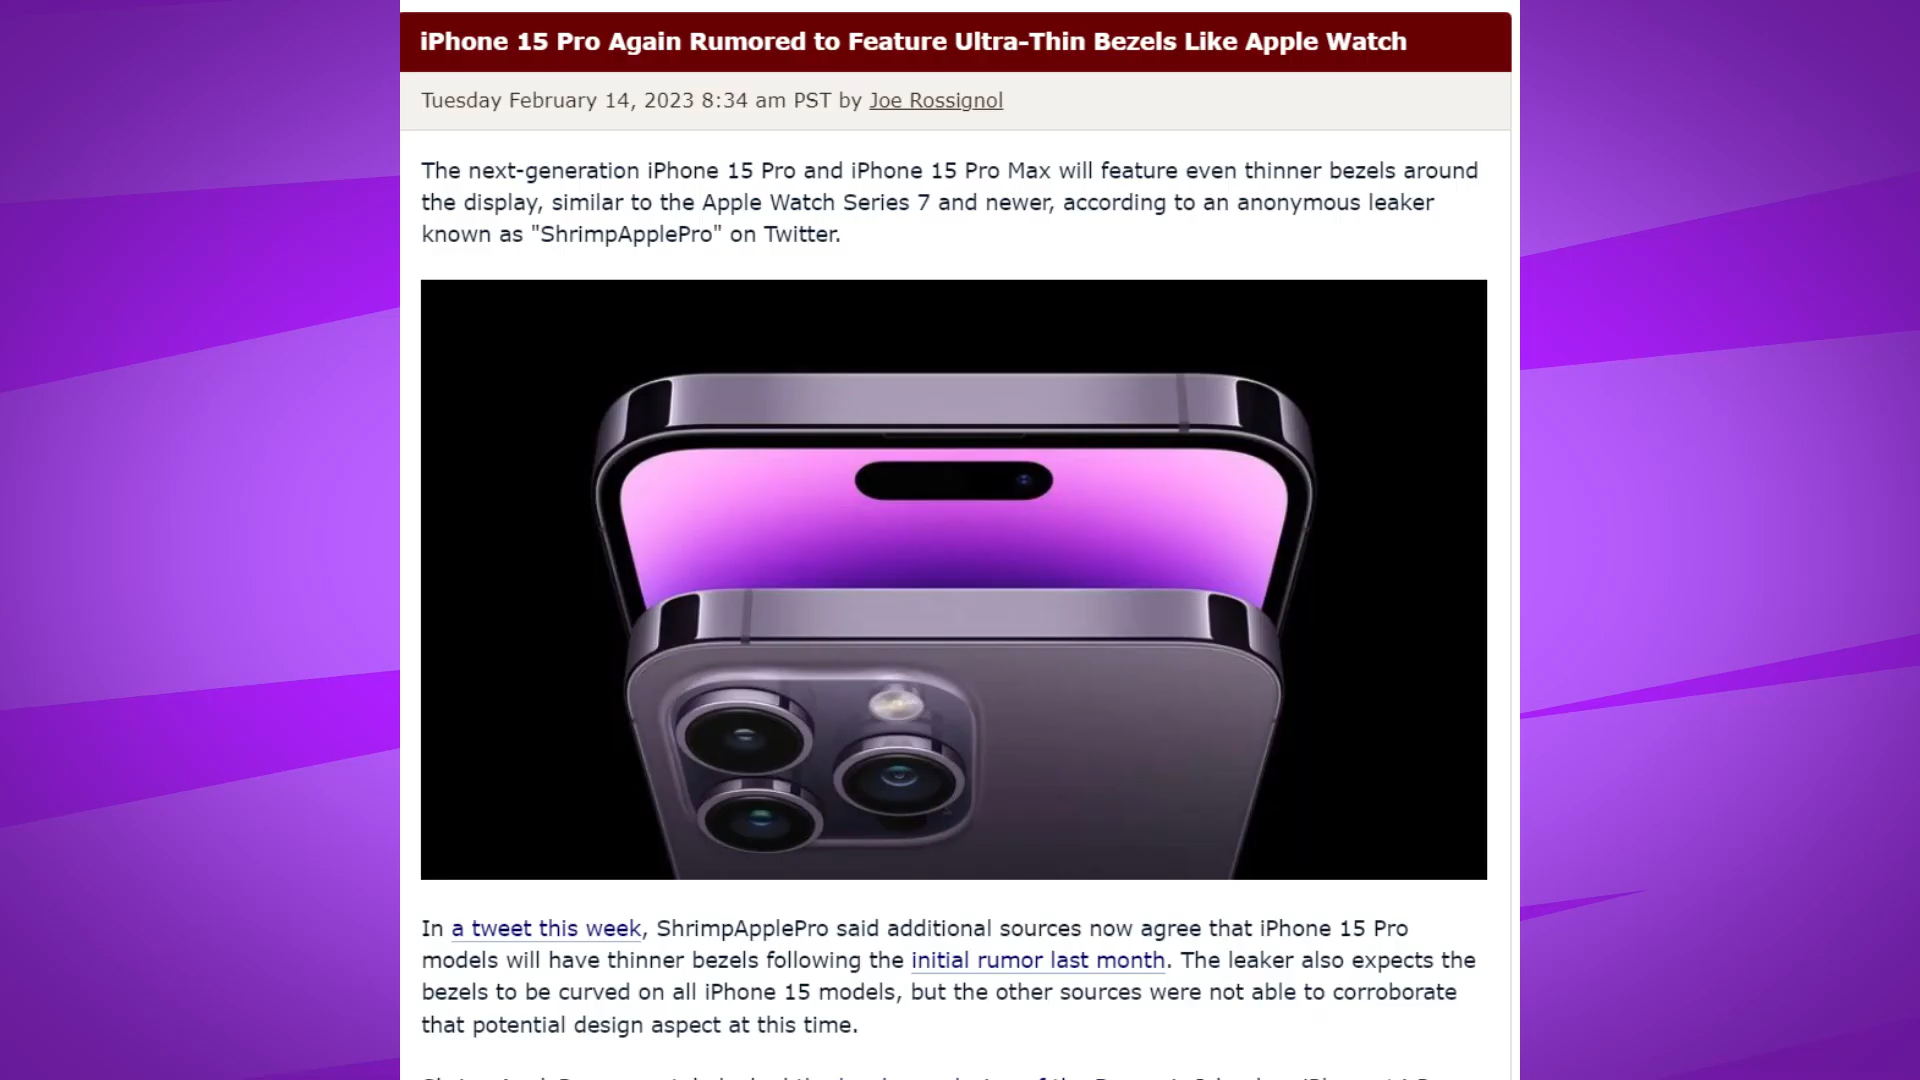 iPhone 15 Pro Again Rumored to Feature Ultra-Thin Bezels Like Apple Watch
Tuesday February 14, 2023 8:34 am PST by Joe Rossignol
The next-generation iPhone 15 Pro and iPhone 15 Pro Max will feature even thinner bezels around
the display, similar to the Apple Watch Series 7 and newer, according to an anonymous leaker
known as "ShrimpApplePro" on Twitter.
In a tweet this week, ShrimpApplePro said additional sources now agree that iPhone 15 Pro
models will have thinner bezels following the initial rumor last month. The leaker also expects the
bezels to be curved on all iPhone 15 models, but the other sources were not able to corroborate
that potential design aspect at this time.